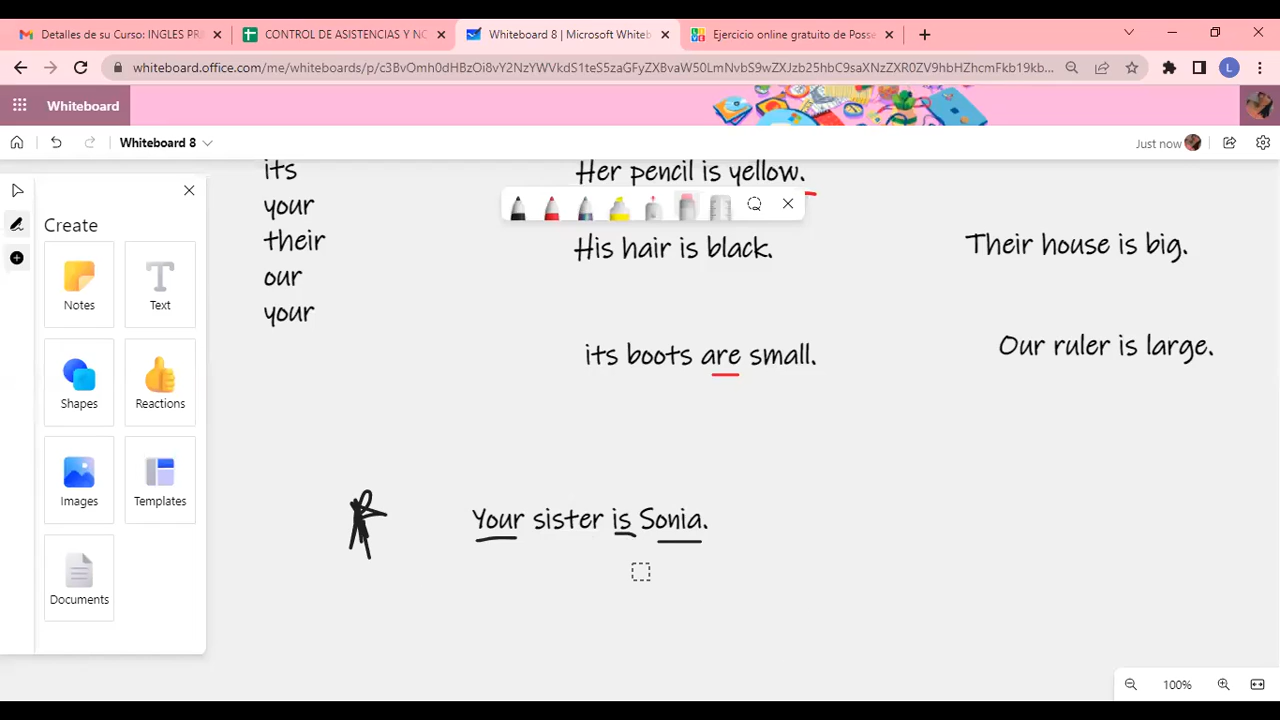 Detalles de su Curso: INGLES PRI
CONTROL DE ASISTENCIAS Y NO
Whiteboard 8 | Microsoft Whiteb
Ejercicio online gratuito de Posse
whiteboard.office.com/me/whiteboards/p/
L
Whiteboard
Whiteboard 8
Just now
Create
Notes
Text
Shapes
Reactions
Images
Templates
Documents
its
your
their
our
your
Her pencil is yellow.
His hair is black.
its boots are small.
Their house is big.
Our ruler is large.
Your sister is Sonia.
100%